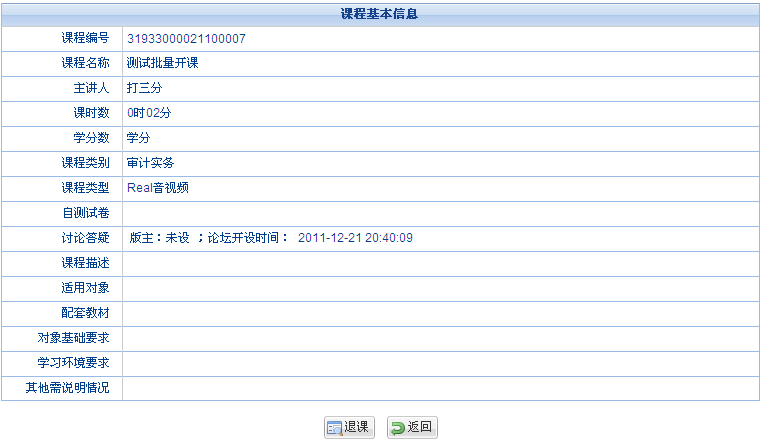 课程基本信息
课程编号 31933000021100007
课程名称 测试批量开课
主讲人 打三分
课时数 0时02分
学分数 学分
课程类别 审计实务
课程类型 Real音视频
自测试卷
讨论答疑 版主：未设 ；论坛开设时间： 2011-12-21 20:40:09
课程描述
适用对象
配套教材
对象基础要求
学习环境要求
其他需说明情况
退课 返回